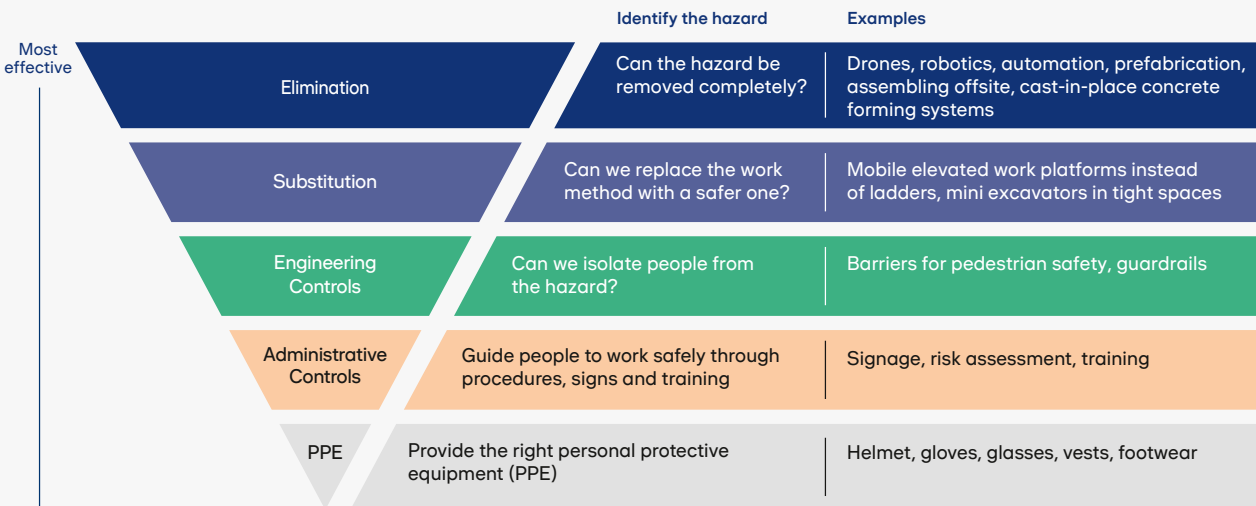 Identify the hazard
Examples
Most
effective
Elimination
Can the hazard be
removed completely?
Drones, robotics, automation, prefabrication,
assembling offsite, cast-in-place concrete
forming systems
Substitution
Can we replace the work
method with a safer one?
Mobile elevated work platforms instead
of ladders, mini excavators in tight spaces
Engineering
Controls
Can we isolate people from
the hazard?
Barriers for pedestrian safety, guardrails
Administrative
Controls
Guide people to work safely through
procedures, signs and training
Signage, risk assessment, training
PPE
Provide the right personal protective
equipment (PPE)
Helmet, gloves, glasses, vests, footwear